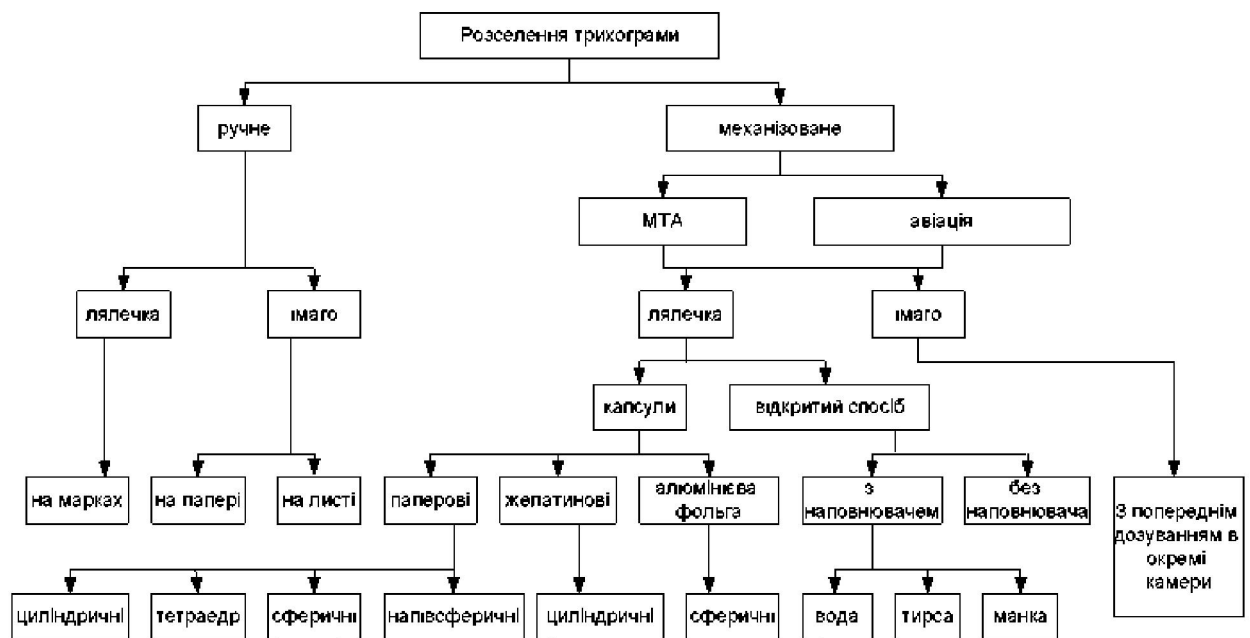 Розселення трихограми
ручне
механізоване
МТА
авіація
лялечка
імаго
лялечка
імаго
капсули
відкритий спосіб
на марках
на папері
на листі
паперові
желатинові
алюмінієва
фольга
з
наповнювачем
без
наповнювача
З попереднім
дозуванням в
окремі
камери
циліндричні
тетраедр
сферичні
напівсферичні
циліндричні
сферичні
вода
тирса
манка